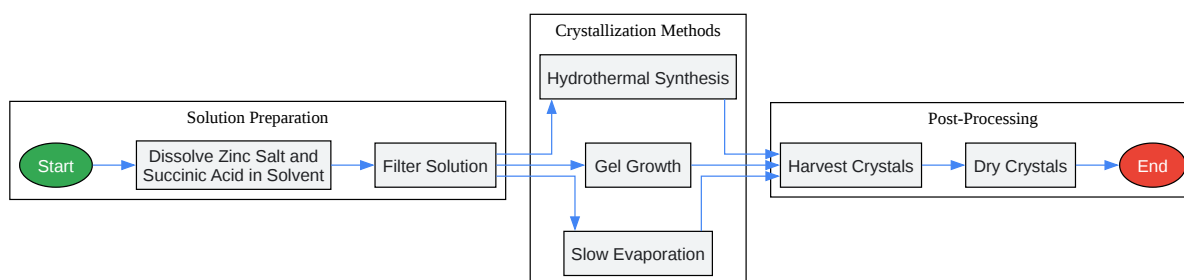 Solution Preparation
Start
Dissolve Zinc Salt and
Succinic Acid in Solvent
Filter Solution
Crystallization Methods
Hydrothermal Synthesis
Gel Growth
Slow Evaporation
Post-Processing
Harvest Crystals
Dry Crystals
End